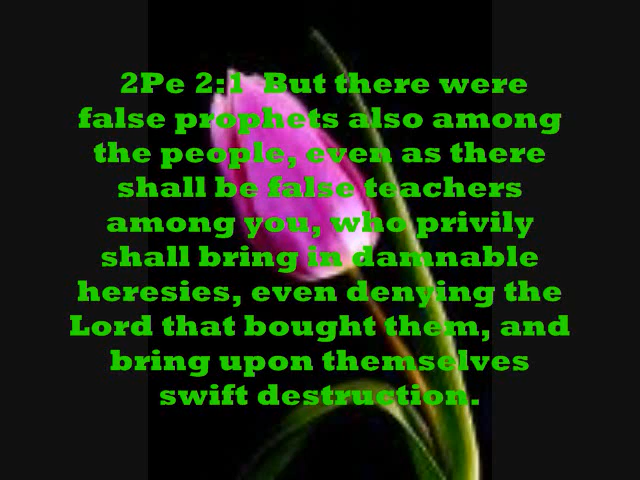 2Pe 2:1  But there were
false prophets also among
the people, even as there
shall be false teachers
among you, who privily
shall bring in damnable
heresies, even denying the
Lord that bought them, and
bring upon themselves
swift destruction.